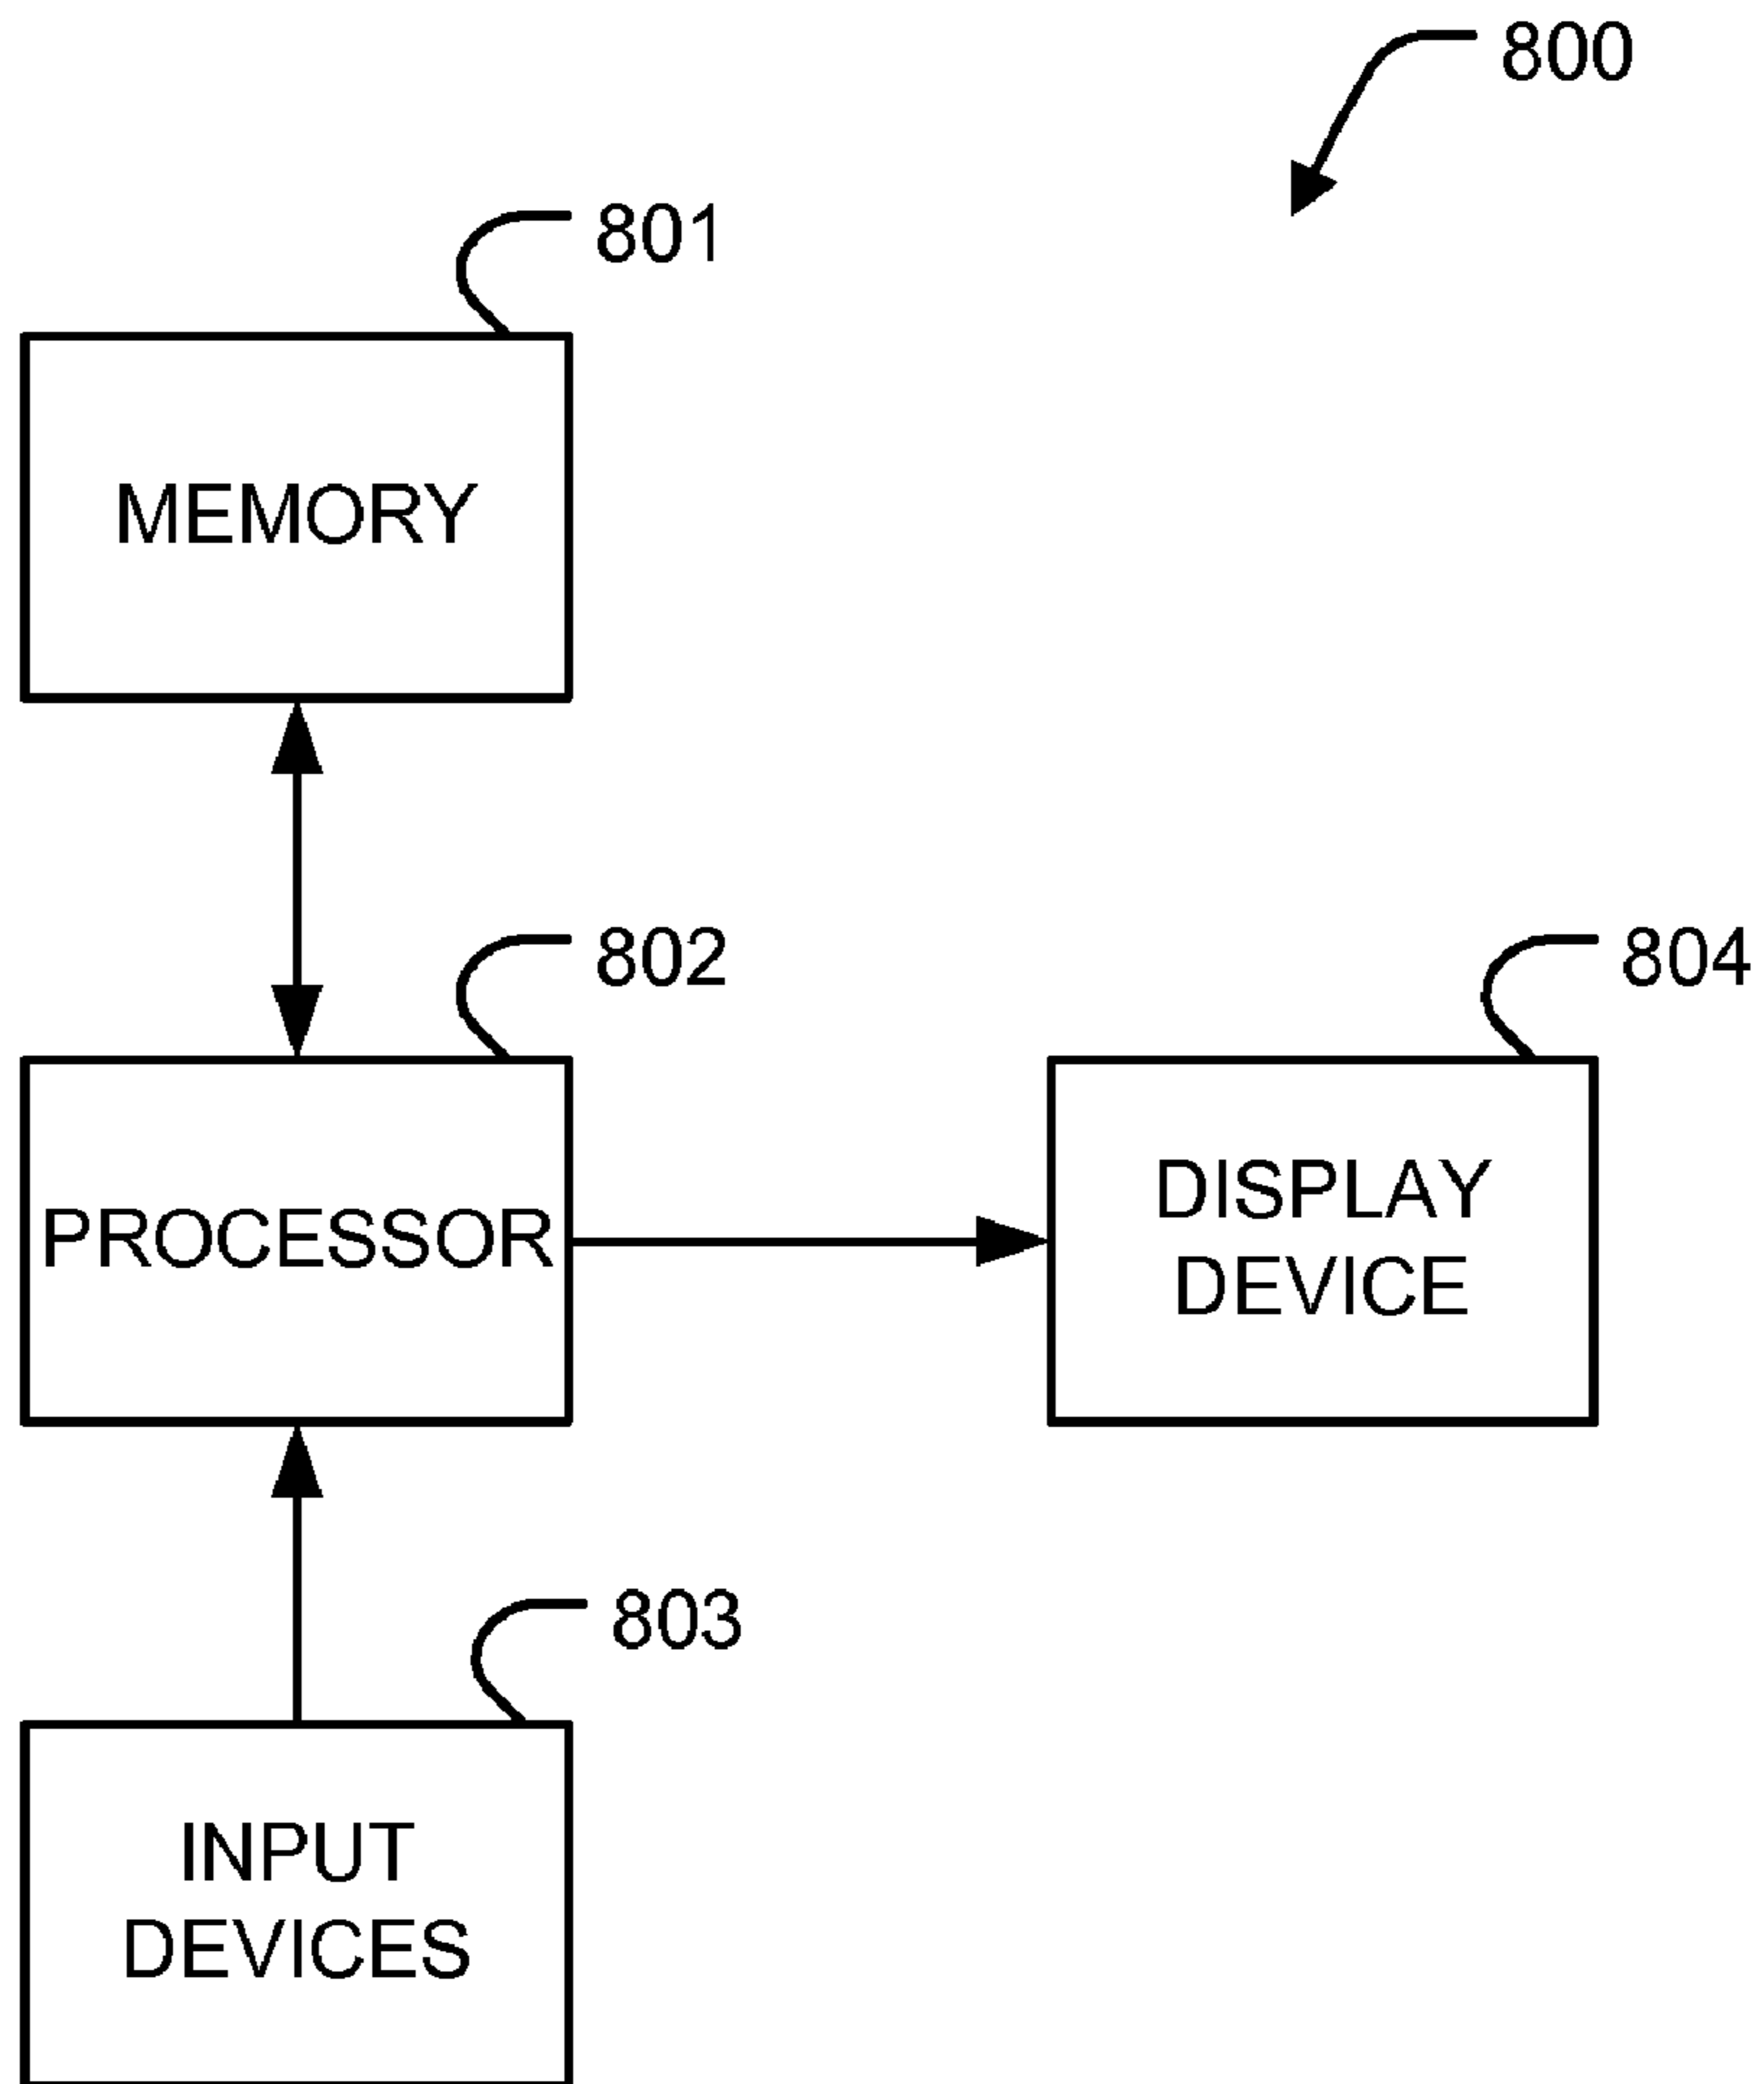 800
801
MEMORY
802
804
PROCESSOR
DISPLAY
DEVICE
803
INPUT
DEVICES